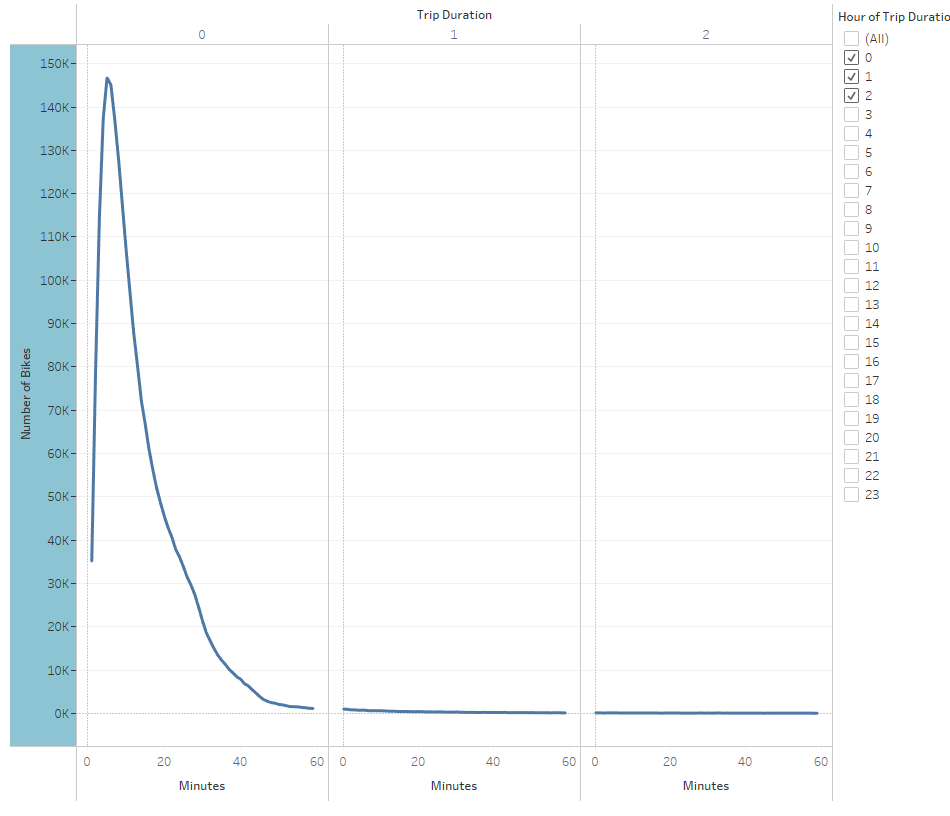 Trip Duration
0 1 2
150K
140K
130K
120K
110K
100K
90K
80K
70K
60K
50K
40K
30K
20K
10K
0K
Number of Bikes
0 20 40 60 0 20 40 60 0 20 40 60
Minutes Minutes Minutes
Hour of Trip Duratio
(All)
0
1
2
3
4
5
6
7
8
9
10
11
12
13
14
15
16
17
18
19
20
21
22
23